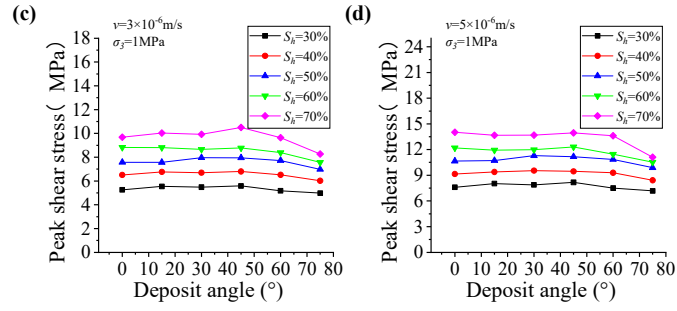 (c)
v=3×10⁻⁶m/s
σ₃=1MPa
Sₕ=30%
Sₕ=40%
Sₕ=50%
Sₕ=60%
Sₕ=70%
Peak shear stress( MPa)
18
16
14
12
10
8
6
4
2
0
0 10 20 30 40 50 60 70 80
Deposit angle (°)
(d)
v=5×10⁻⁶m/s
σ₃=1MPa
Sₕ=30%
Sₕ=40%
Sₕ=50%
Sₕ=60%
Sₕ=70%
Peak shear stress( MPa)
24
21
18
15
12
9
6
3
0
0 10 20 30 40 50 60 70 80
Deposit angle (°)